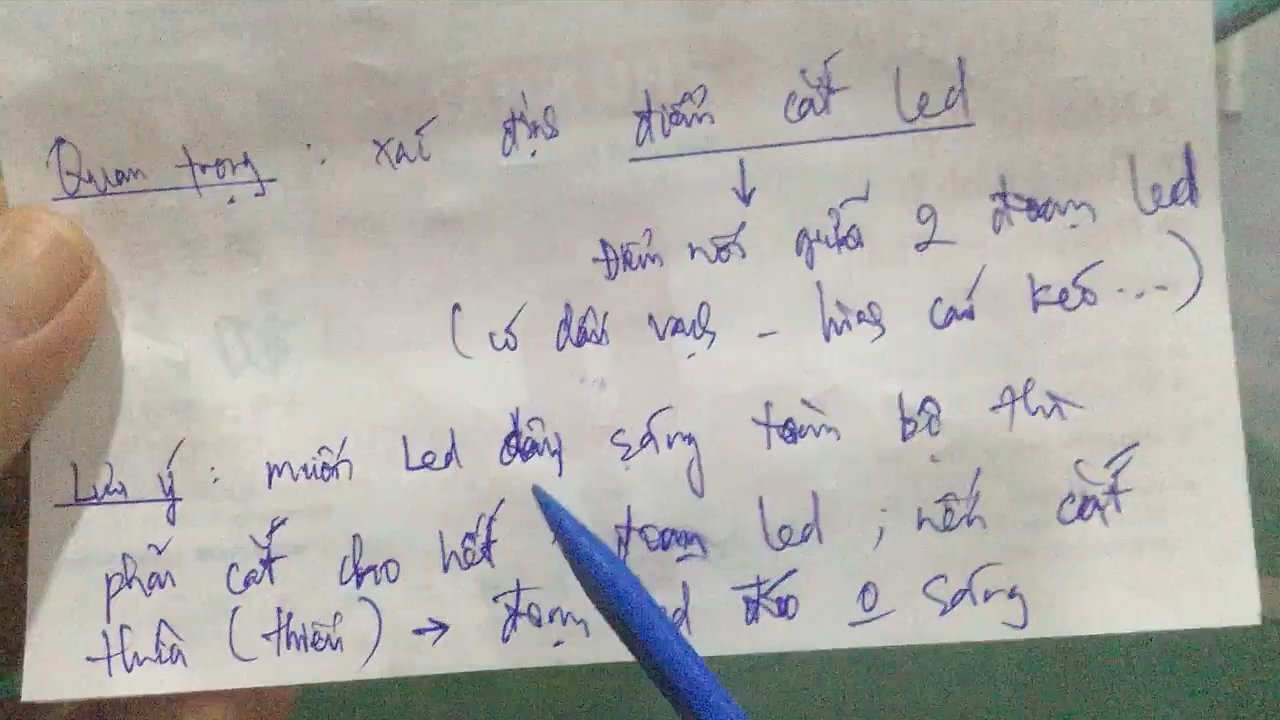 Quan trọng : xác định điểm cắt led
↓
Điểm nối giữa 2 đoạn led
(có dấu vạch - hình cái kéo...)
Lưu ý : muốn Led dây sáng toàn bộ thì
phải cắt cho hết đoạn led ; nếu cắt
thừa (thiếu) → đoạn led đó o sáng